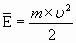 E̅ = m×υ²/2